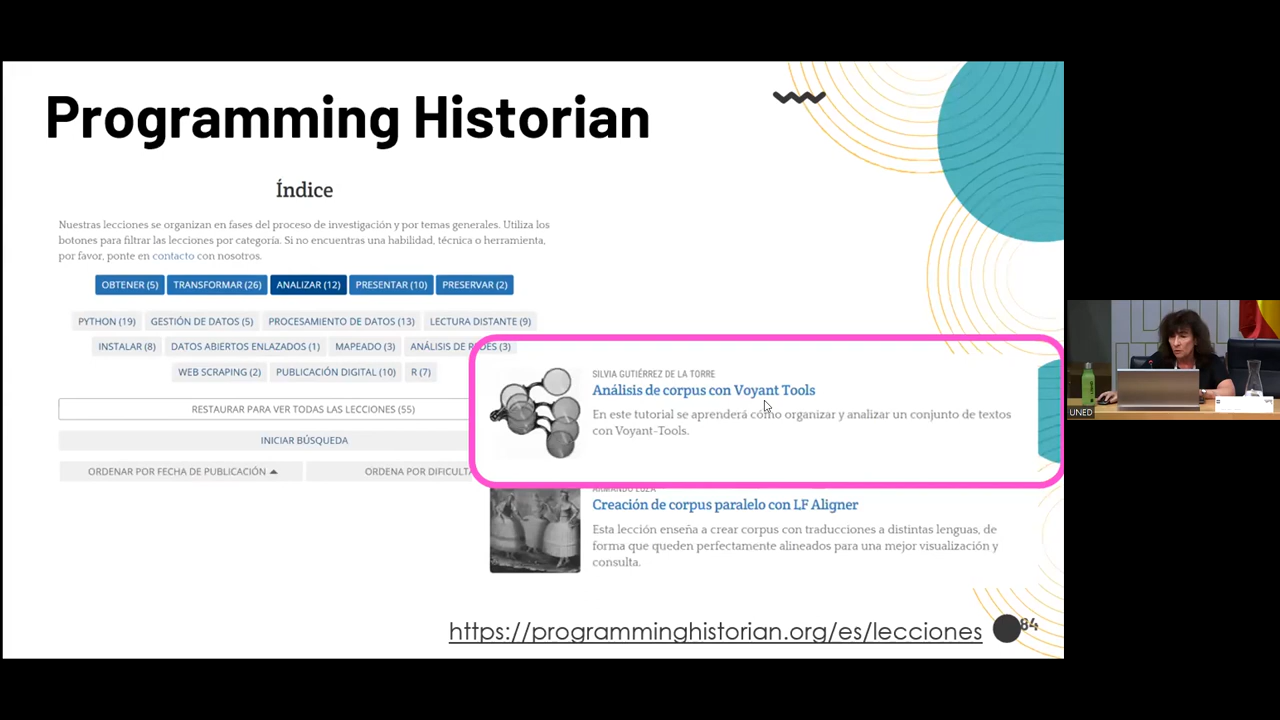 Programming Historian
Índice
Nuestras lecciones se organizan en fases del proceso de investigación y por temas generales. Utiliza los
botones para filtrar las lecciones por categoría. Si no encuentras una habilidad, técnica o herramienta,
por favor, ponte en contacto con nosotros.
OBTENER (5) TRANSFORMAR (26) ANALIZAR (12) PRESENTAR (10) PRESERVAR (2)
PYTHON (19) GESTIÓN DE DATOS (5) PROCESAMIENTO DE DATOS (13) LECTURA DISTANTE (9)
INSTALAR (8) DATOS ABIERTOS ENLAZADOS (1) MAPEADO (3) ANÁLISIS DE REDES (3)
WEB SCRAPING (2) PUBLICACIÓN DIGITAL (10) R (7)
RESTAURAR PARA VER TODAS LAS LECCIONES (55)
INICIAR BÚSQUEDA
ORDENAR POR FECHA DE PUBLICACIÓN ORDENA POR DIFICULTA
SILVIA GUTIÉRREZ DE LA TORRE
Análisis de corpus con Voyant Tools
En este tutorial se aprenderá cómo organizar y analizar un conjunto de textos
con Voyant-Tools.
Creación de corpus paralelo con LF Aligner
Esta lección enseña a crear corpus con traducciones a distintas lenguas, de
forma que queden perfectamente alineados para una mejor visualización y
consulta.
https://programminghistorian.org/es/lecciones
84
UNED